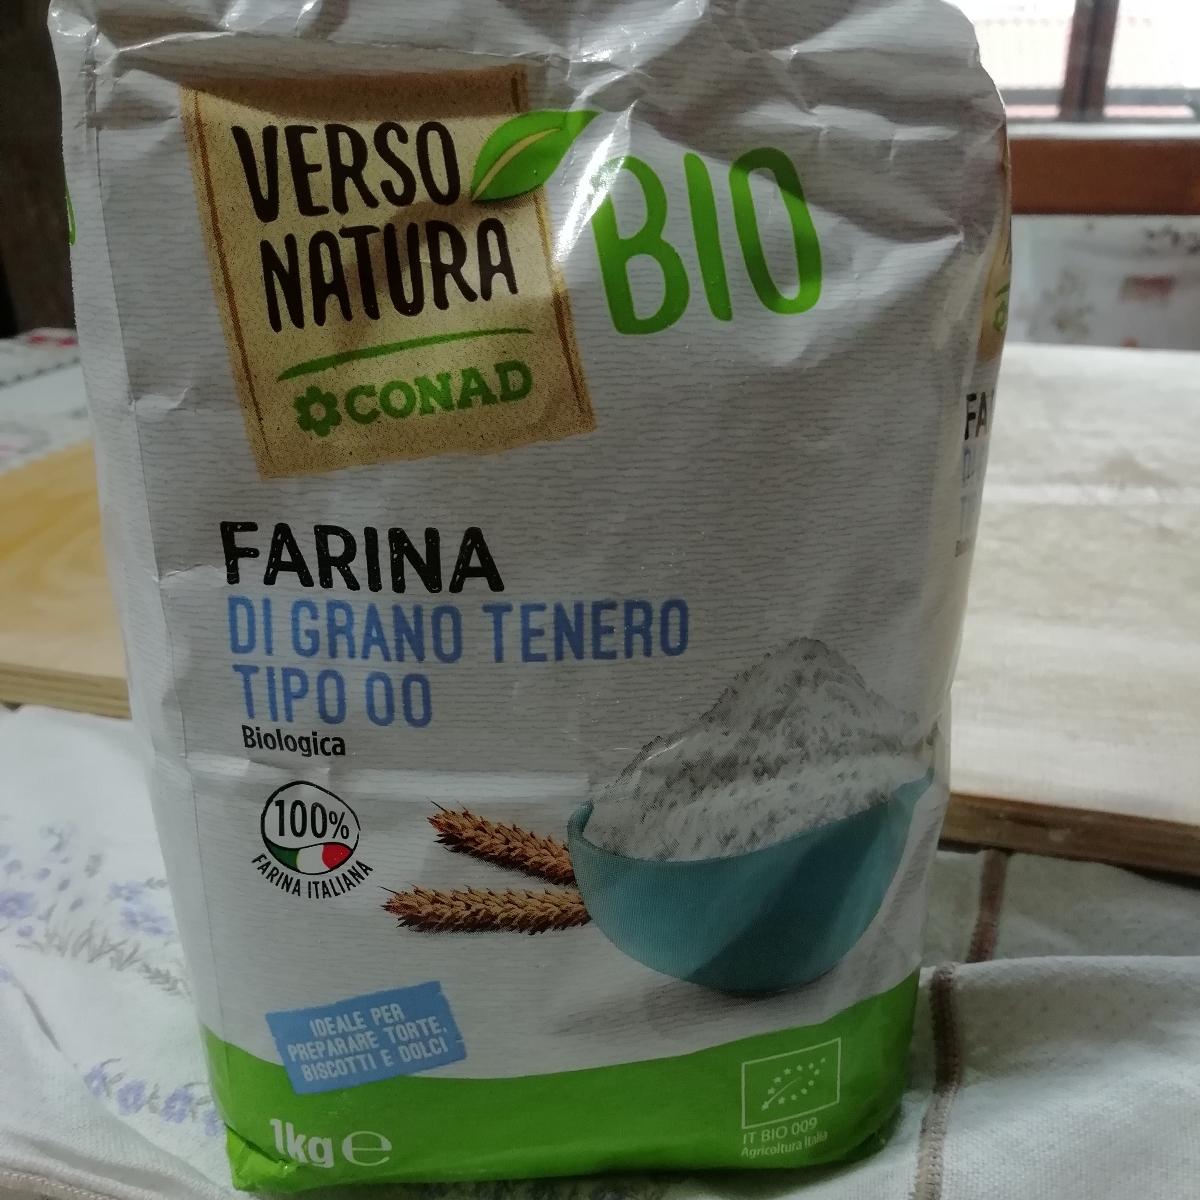 VERSO
NATURA
CONAD
BIO
FARINA
DI GRANO TENERO
TIPO 00
Biologica
100%
FARINA ITALIANA
IDEALE PER
PREPARARE TORTE,
BISCOTTI E DOLCI
1kg e
IT BIO 009
Agricoltura Italia
FA